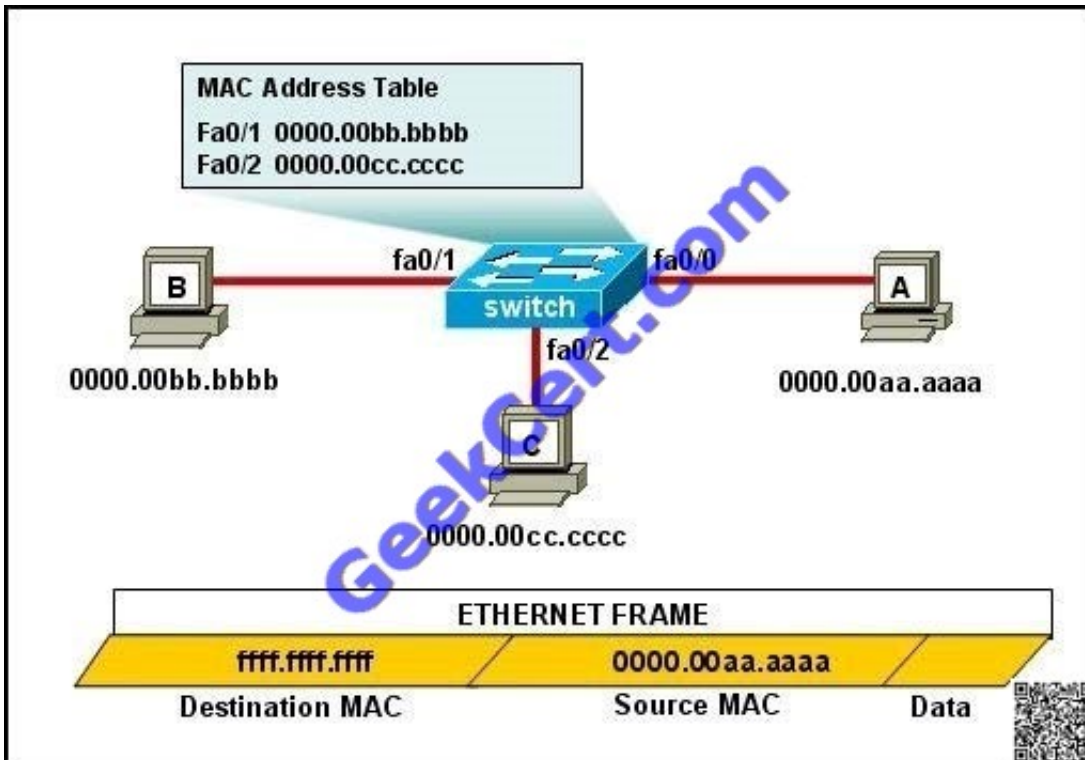 MAC Address Table
Fa0/1 0000.00bb.bbbb
Fa0/2 0000.00cc.cccc
fa0/1
fa0/0
B
A
switch
fa0/2
0000.00bb.bbbb
0000.00aa.aaaa
C
0000.00cc.cccc
GeekCert.com
ETHERNET FRAME
ffff.ffff.ffff
0000.00aa.aaaa
Destination MAC
Source MAC
Data